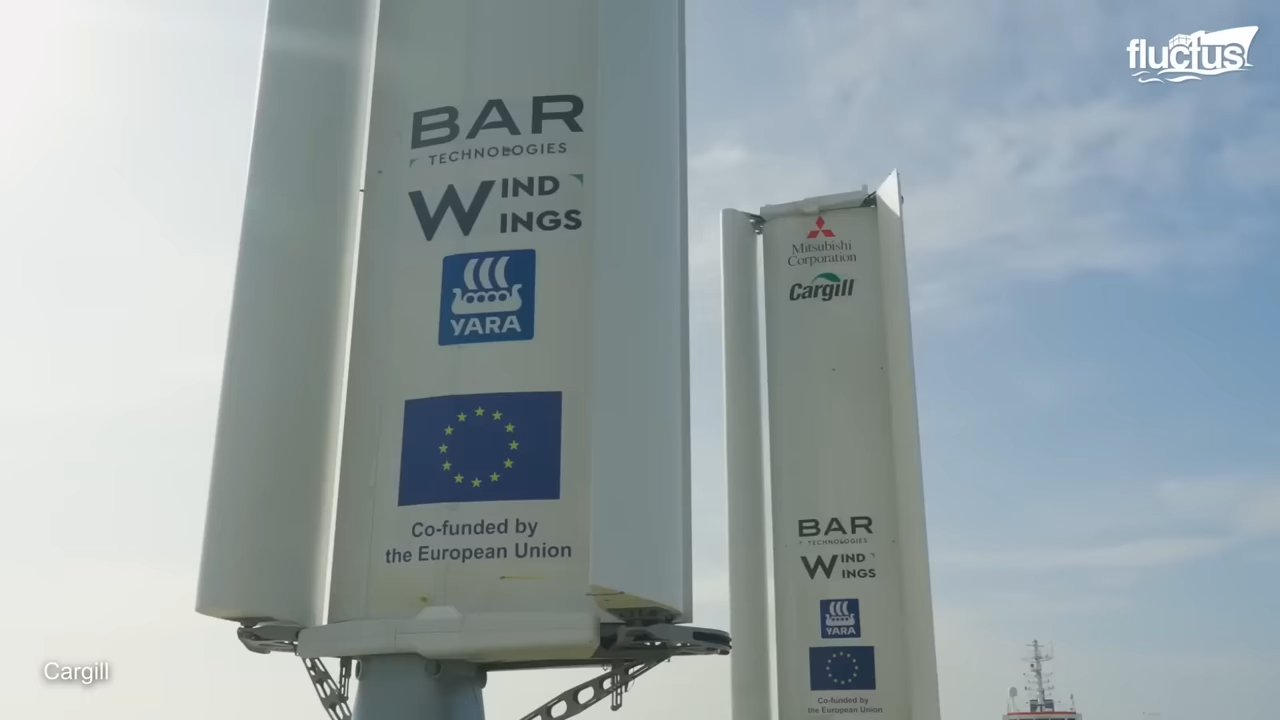 fluctus
BAR
TECHNOLOGIES
WIND
WINGS
YARA
Co-funded by
the European Union
Mitsubishi
Corporation
Cargill
BAR
TECHNOLOGIES
WIND
WINGS
YARA
Co-funded by
the European Union
Cargill